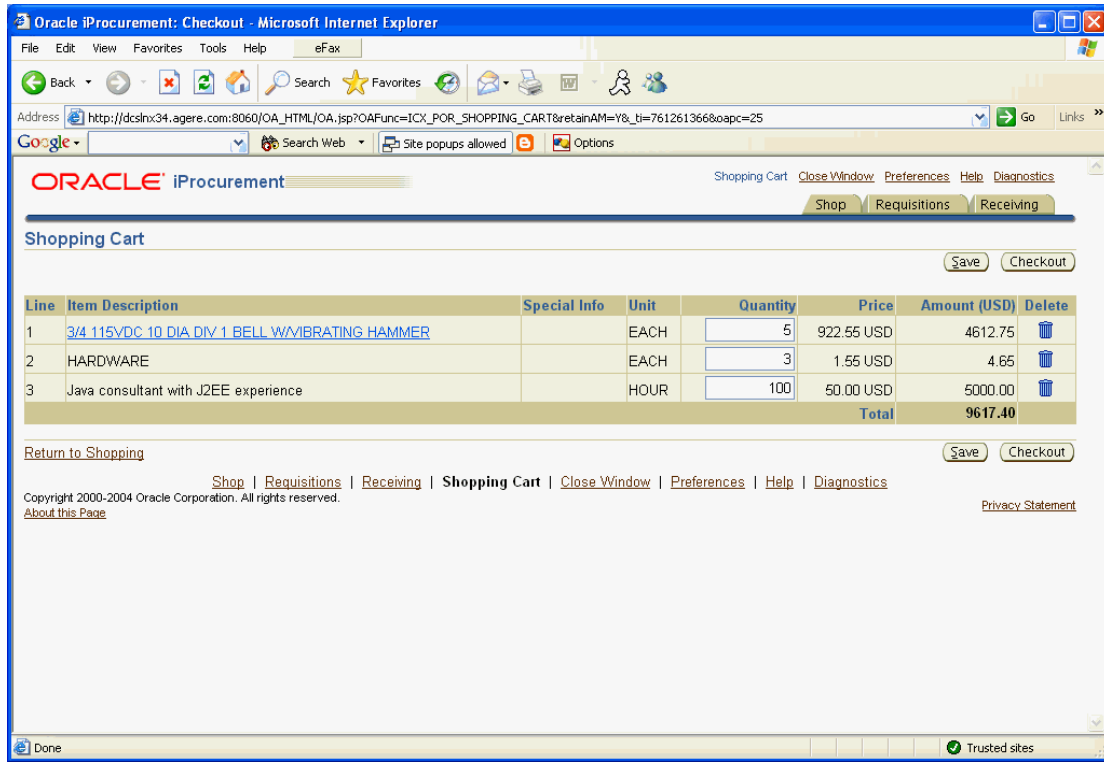 Oracle iProcurement: Checkout - Microsoft Internet Explorer
File Edit View Favorites Tools Help eFax
Back Search Favorites
Address http://dcslnx34.agere.com:8060/OA_HTML/OA.jsp?OAFunc=ICX_POR_SHOPPING_CART&retainAM=Y&_ti=761261366&oapc=25 Go Links »
Google Search Web Site popups allowed Options
ORACLE iProcurement Shopping Cart Close Window Preferences Help Diagnostics
Shop Requisitions Receiving
Shopping Cart
Save Checkout
Line Item Description Special Info Unit Quantity Price Amount (USD) Delete
1 3/4 115VDC 10 DIA DIV 1 BELL W/VIBRATING HAMMER EACH 5 922.55 USD 4612.75
2 HARDWARE EACH 3 1.55 USD 4.65
3 Java consultant with J2EE experience HOUR 100 50.00 USD 5000.00
Total 9617.40
Return to Shopping Save Checkout
Shop | Requisitions | Receiving | Shopping Cart | Close Window | Preferences | Help | Diagnostics
Copyright 2000-2004 Oracle Corporation. All rights reserved.
About this Page Privacy Statement
Done Trusted sites